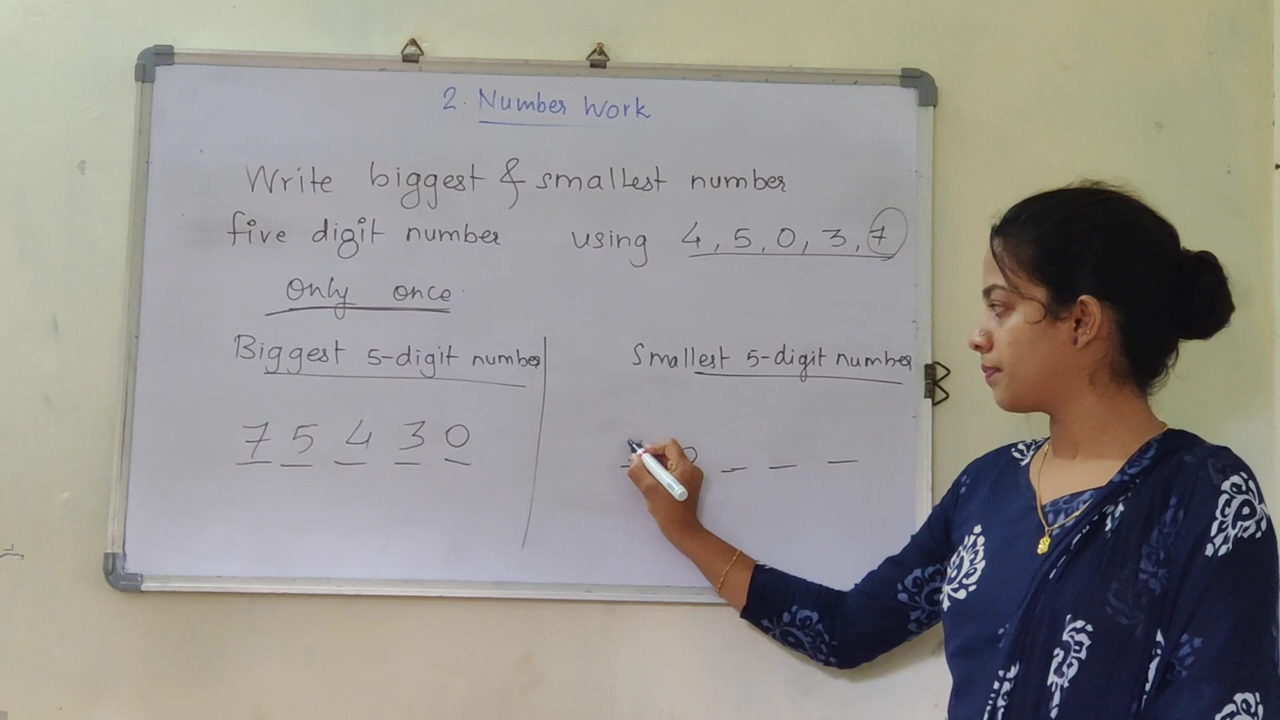 2. Number Work
Write biggest & smallest number
five digit number using 4, 5, 0, 3, 7
Only once
Biggest 5-digit number
7 5 4 3 0
Smallest 5-digit number